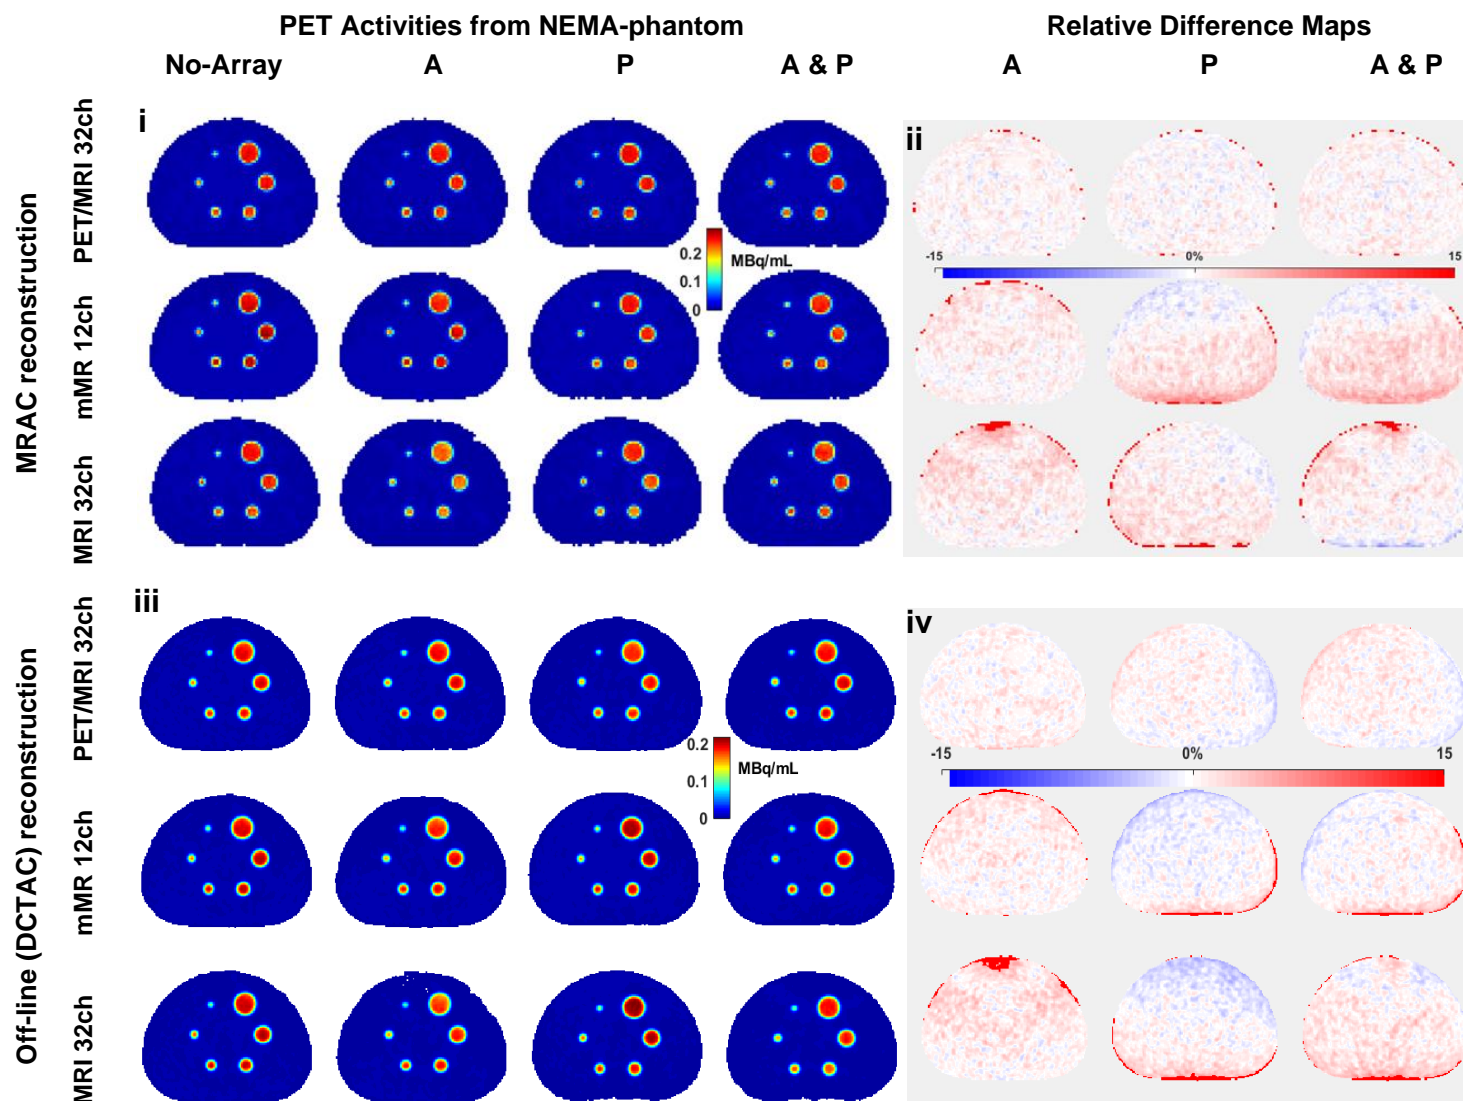 PET Activities from NEMA-phantom
Relative Difference Maps
No-Array A P A & P
A P A & P
MRAC reconstruction
PET/MRI 32ch
mMR 12ch
MRI 32ch
i
0.2
0.1
0
MBq/mL
ii
-15 0% 15
Off-line (DCTAC) reconstruction
PET/MRI 32ch
mMR 12ch
MRI 32ch
iii
0.2
0.1
0
MBq/mL
iv
-15 0% 15